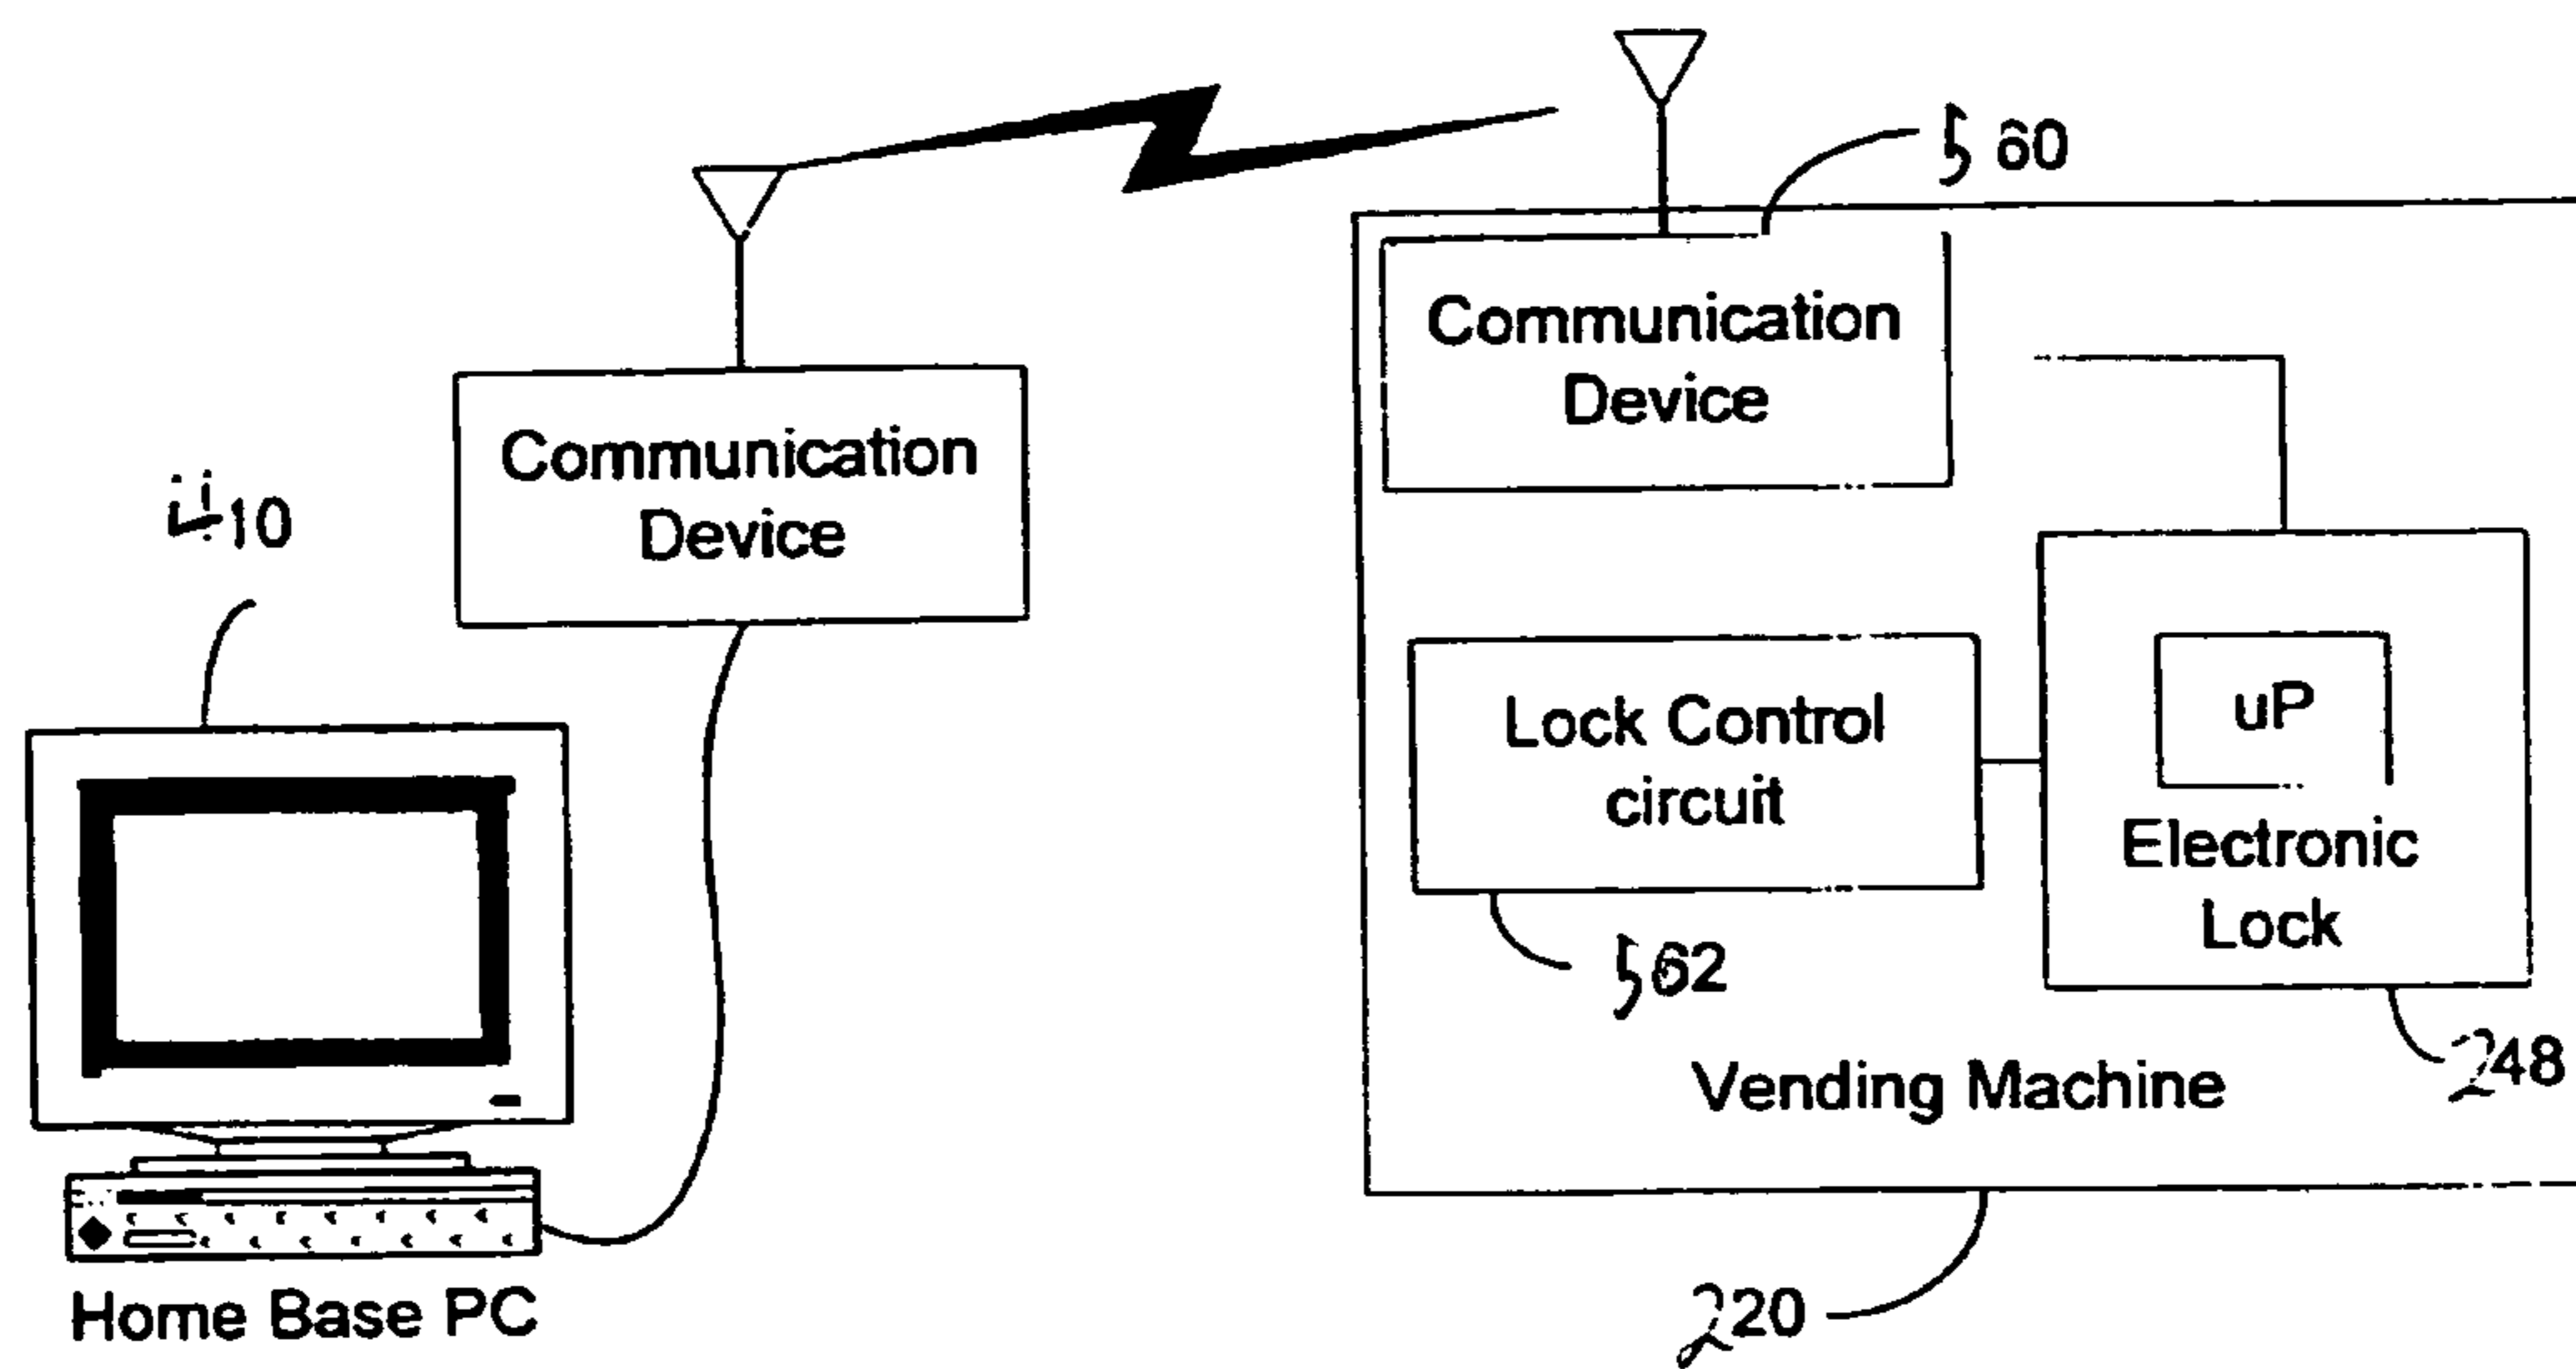 560
Communication
Device
Communication
Device
410
Lock Control
circuit
uP
Electronic
Lock
562
248
Vending Machine
Home Base PC
220